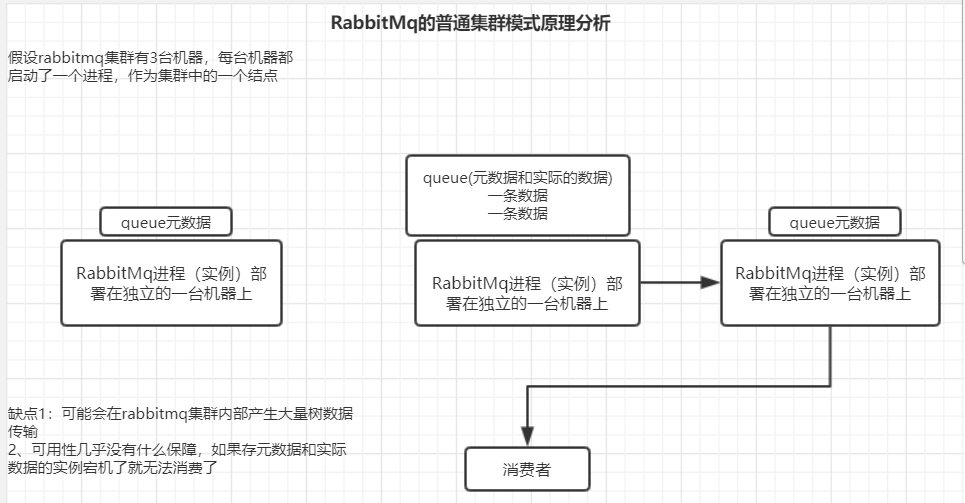 RabbitMq的普通集群模式原理分析
假设rabbitmq集群有3台机器，每台机器都
启动了一个进程，作为集群中的一个结点
queue(元数据和实际的数据)
一条数据
一条数据
queue元数据
queue元数据
RabbitMq进程（实例）部
署在独立的一台机器上
RabbitMq进程（实例）部
署在独立的一台机器上
RabbitMq进程（实例）部
署在独立的一台机器上
缺点1：可能会在rabbitmq集群内部产生大量树数据
传输
2、可用性几乎没有什么保障，如果存元数据和实际
数据的实例宕机了就无法消费了
消费者